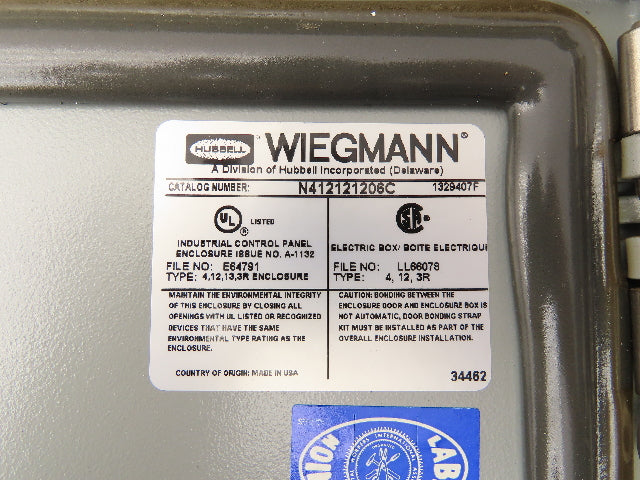 HUBBELL WIEGMANN®
A Division of Hubbell Incorporated (Delaware)
CATALOG NUMBER: N412121206C 1329407F
UL ® LISTED
INDUSTRIAL CONTROL PANEL
ENCLOSURE ISSUE NO. A-1132
FILE NO: E64791
TYPE: 4,12,13,3R ENCLOSURE
SA ®
ELECTRIC BOX/ BOITE ELECTRIQU
FILE NO: LL66078
TYPE: 4, 12, 3R
MAINTAIN THE ENVIRONMENTAL INTEGRITY
OF THIS ENCLOSURE BY CLOSING ALL
OPENINGS WITH UL LISTED OR RECOGNIZED
DEVICES THAT HAVE THE SAME
ENVIRONMENTAL TYPE RATING AS THE
ENCLOSURE.
COUNTRY OF ORIGIN: MADE IN USA
CAUTION: BONDING BETWEEN THE
ENCLOSURE DOOR AND ENCLOSURE BOX IS
NOT AUTOMATIC, DOOR BONDING STRAP
KIT MUST BE INSTALLED AS PART OF THE
OVERALL ENCLOSURE INSTALLATION.
34462
LAB